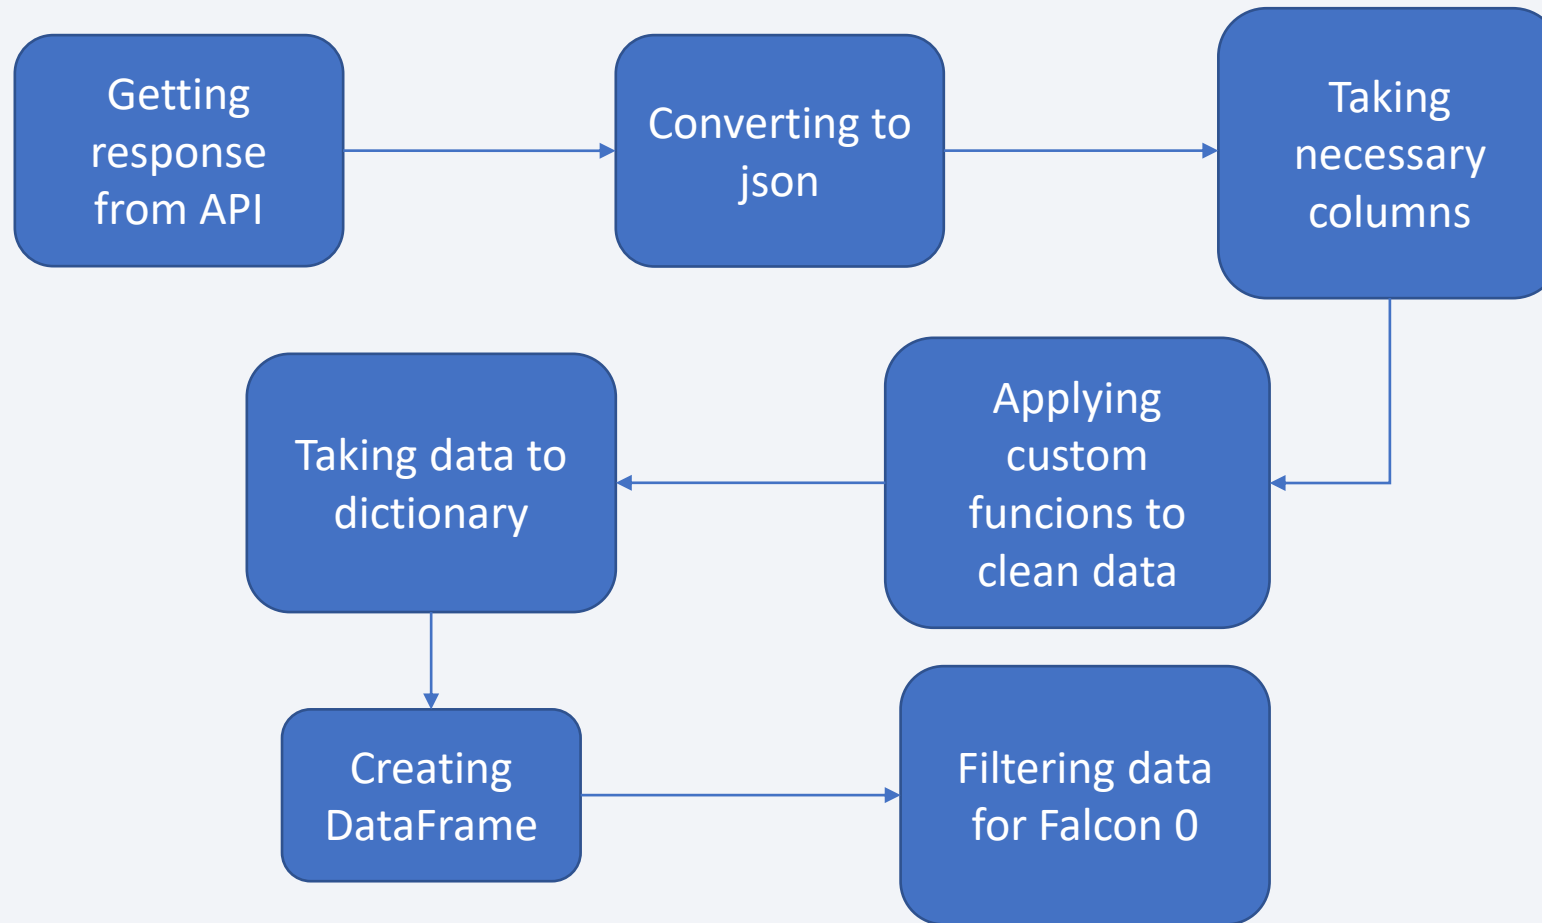 Getting
response
from API
Converting to
json
Taking
necessary
columns
Applying
custom
funcions to
clean data
Taking data to
dictionary
Creating
DataFrame
Filtering data
for Falcon 0